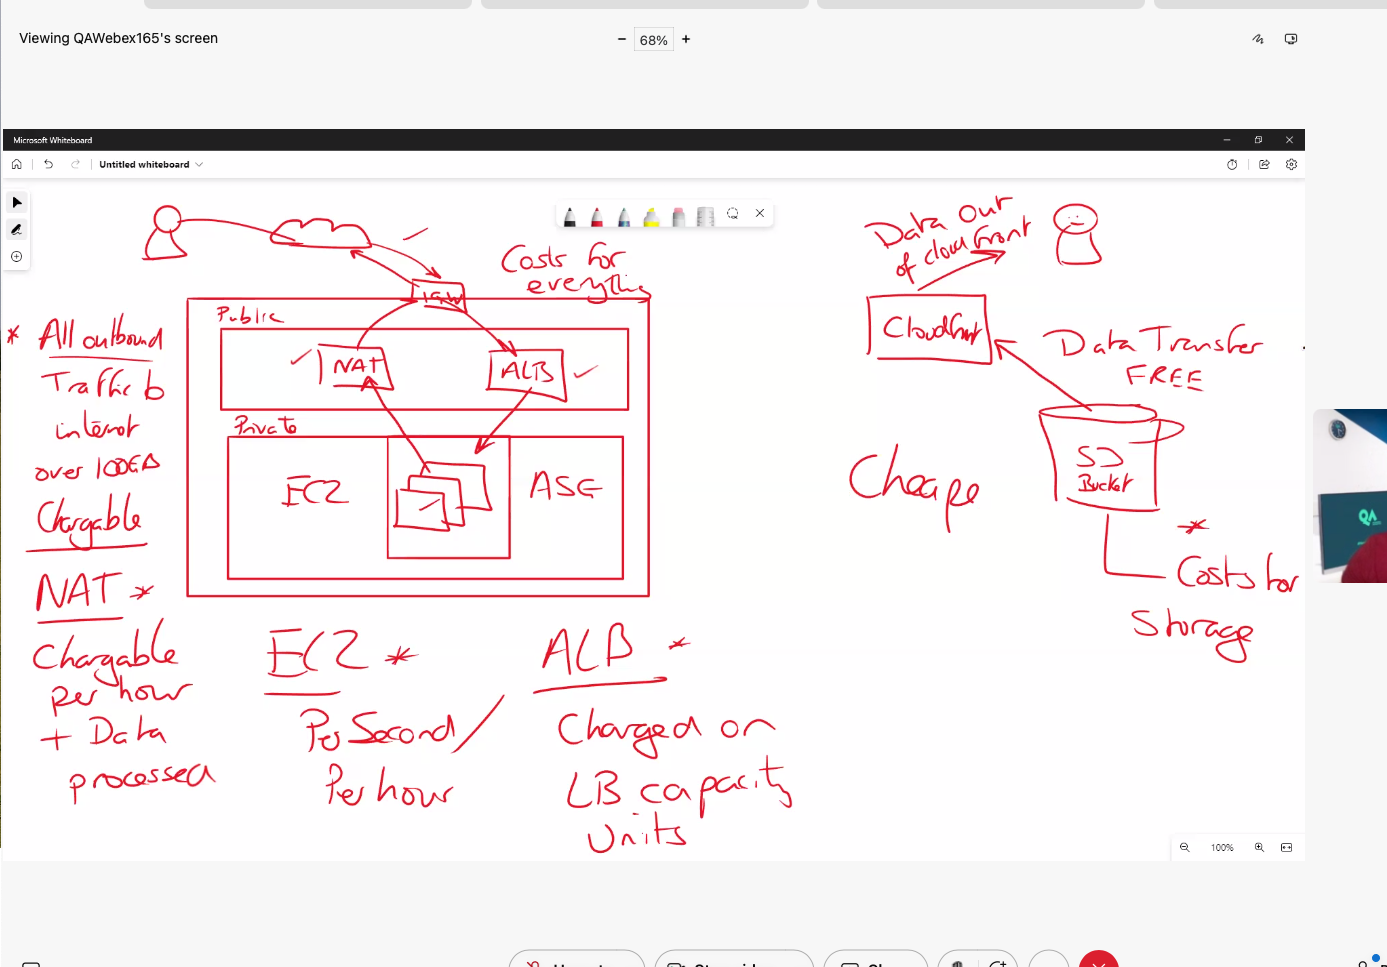 Viewing QAWebex165's screen
− 68% +
Microsoft Whiteboard
Untitled whiteboard
Data out
of cloudfront
Costs for
everything
IGW
Public
* All outbound
Traffic to
internet
over 100GB
Chargable
NAT
ALB
Private
EC2
ASG
Cloudfront
Data Transfer
FREE
S3
Bucket
Cheape
*
Costs for
Storage
NAT *
Chargable
per hour
+ Data
processed
EC2 *
Per Second/
Per hour
ALB *
Charged on
LB capacity
Units
QA
100%